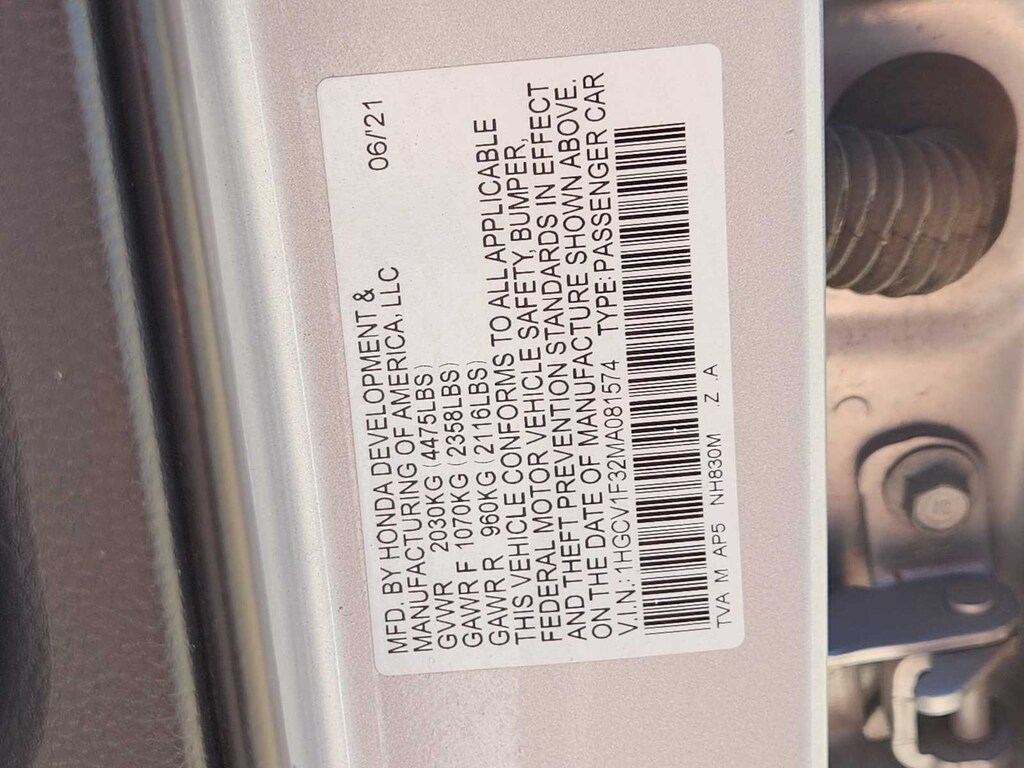 MFD. BY HONDA DEVELOPMENT & 06/'21
MANUFACTURING OF AMERICA, LLC
GVWR 2030KG (4475LBS)
GAWR F 1070KG (2358LBS)
GAWR R 960KG (2116LBS)
THIS VEHICLE CONFORMS TO ALL APPLICABLE
FEDERAL MOTOR VEHICLE SAFETY, BUMPER,
AND THEFT PREVENTION STANDARDS IN EFFECT
ON THE DATE OF MANUFACTURE SHOWN ABOVE.
V.I.N.: 1HGCV1F32MA081574 TYPE: PASSENGER CAR
TVA M AP5 NH830M .Z .A